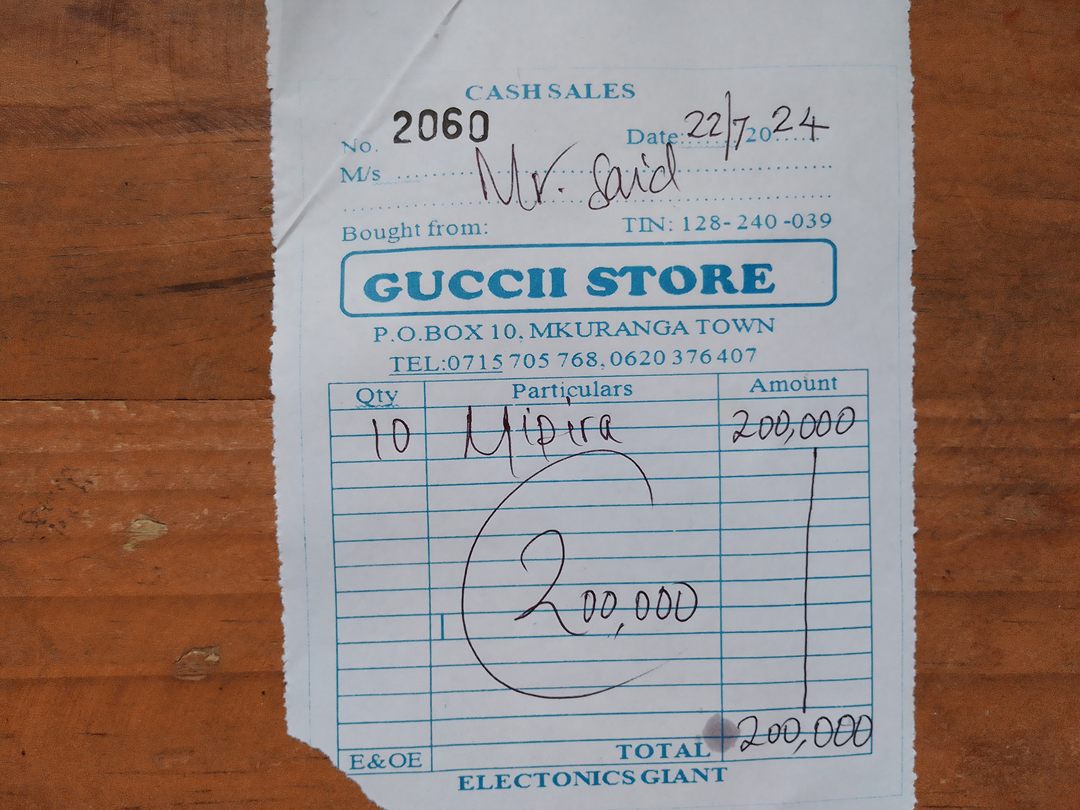 CASH SALES
No. 2060 Date: 22/7 2024
M/s Mr. Said
Bought from: TIN: 128-240-039
GUCCII STORE
P.O.BOX 10, MKURANGA TOWN
TEL:0715 705 768, 0620 376 407
Qty Particulars Amount
10 Mipira 200,000
200,000
E&OE TOTAL 200,000
ELECTONICS GIANT